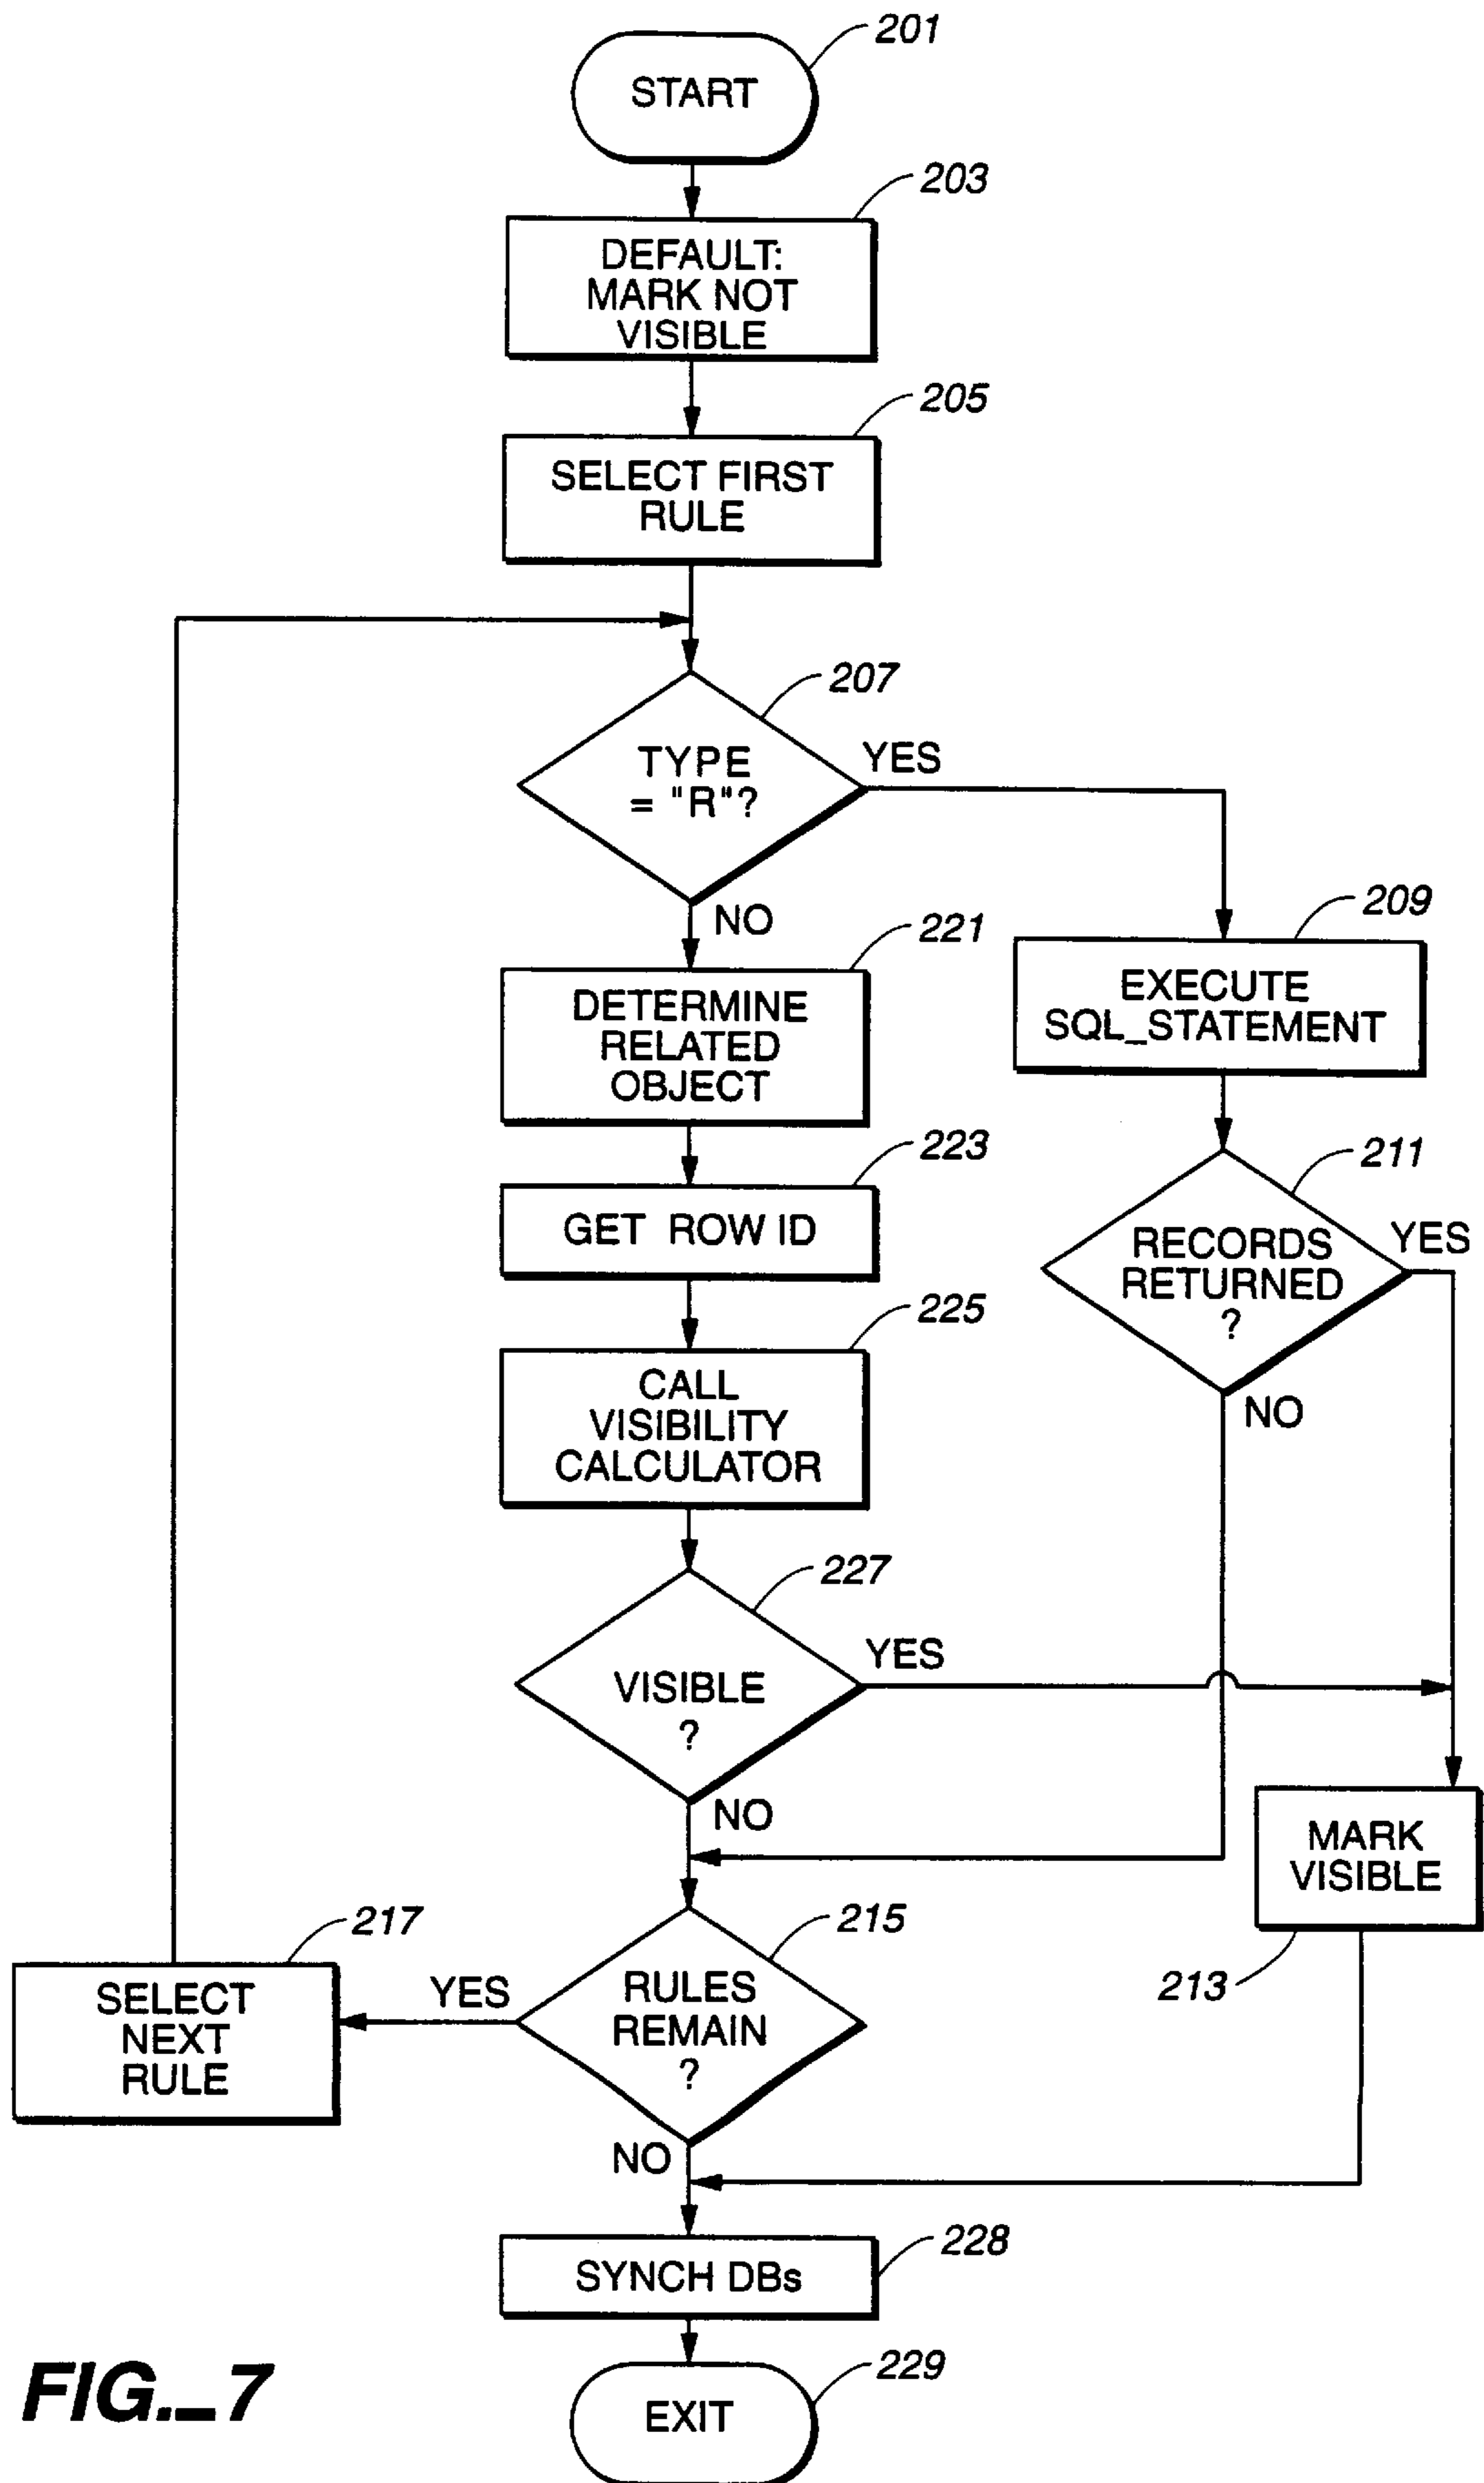 201
START
203
DEFAULT:
MARK NOT
VISIBLE
205
SELECT FIRST
RULE
207
TYPE
= "R"?
YES
NO
209
EXECUTE
SQL_STATEMENT
221
DETERMINE
RELATED
OBJECT
211
RECORDS
RETURNED
?
YES
NO
223
GET ROW ID
225
CALL
VISIBILITY
CALCULATOR
227
VISIBLE
?
YES
NO
MARK
VISIBLE
213
215
RULES
REMAIN
?
YES
NO
217
SELECT
NEXT
RULE
228
SYNCH DBs
229
EXIT
FIG._7